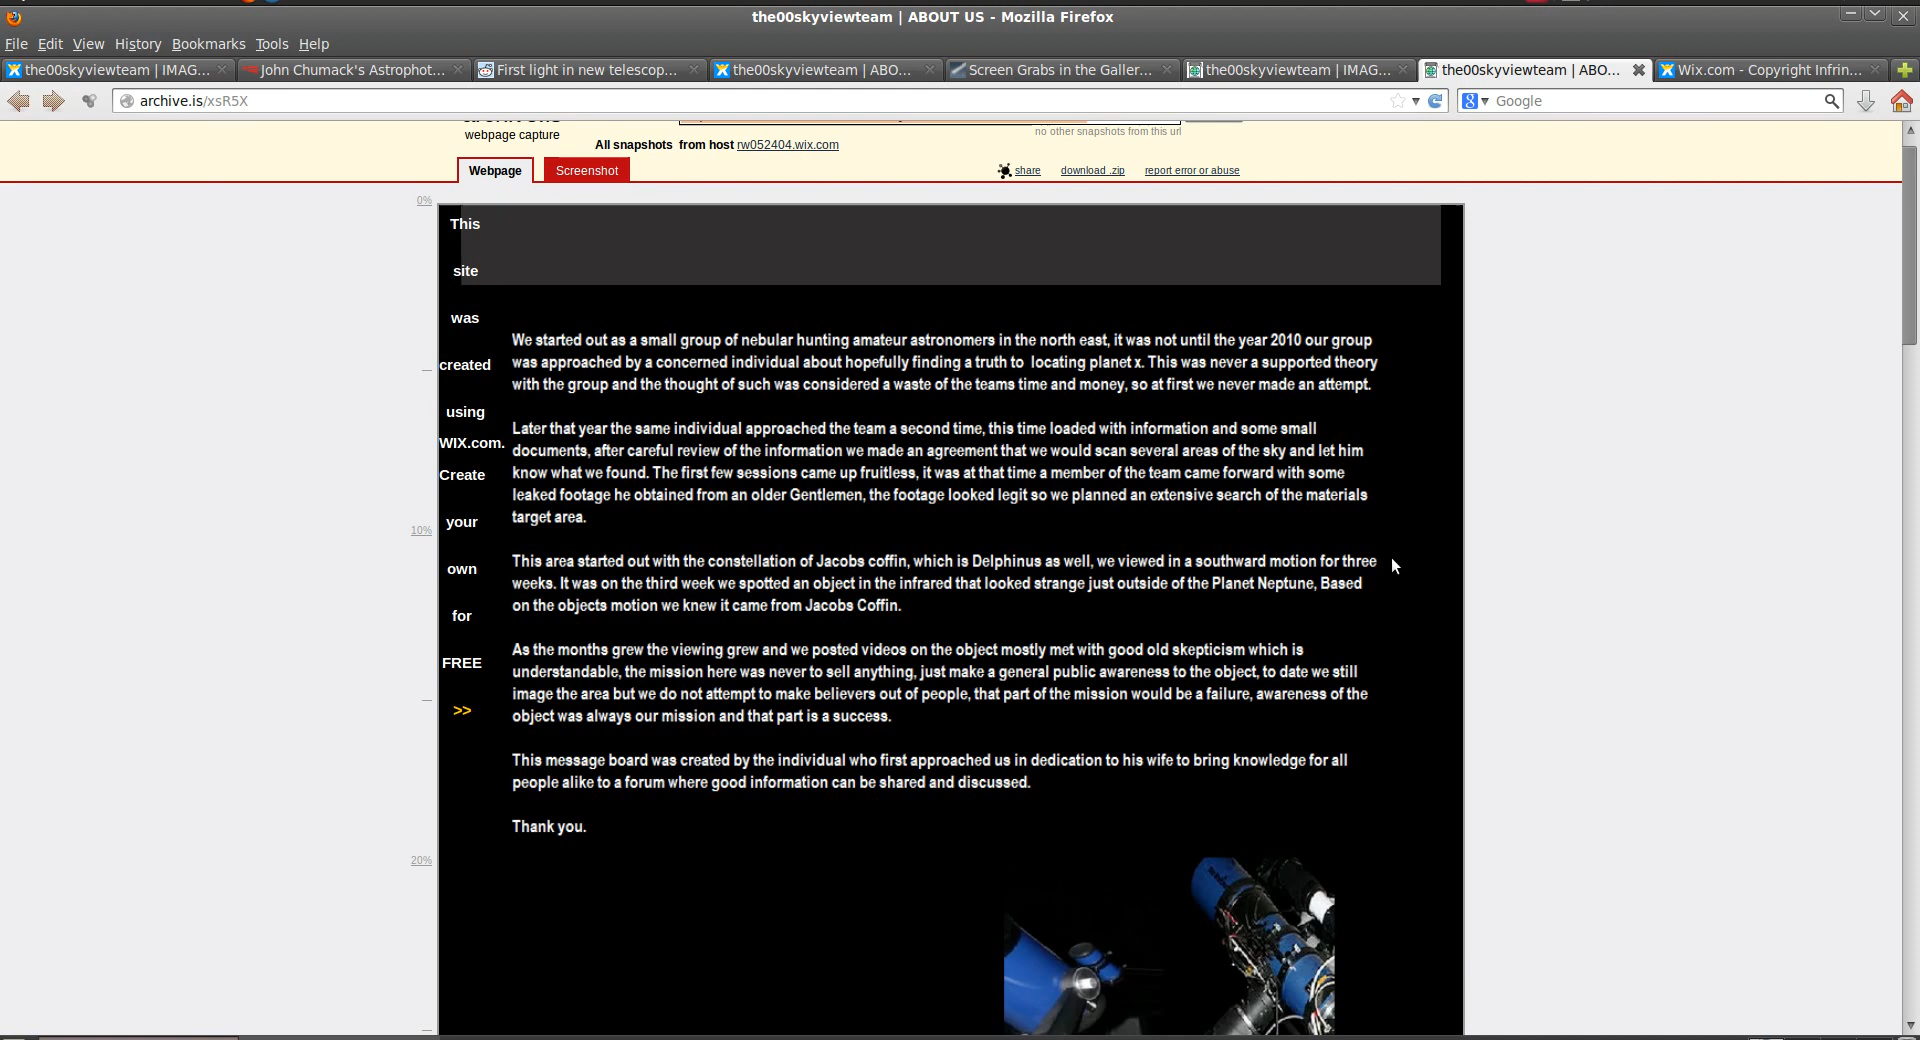 the00skyviewteam | ABOUT US - Mozilla Firefox
File Edit View History Bookmarks Tools Help
the00skyviewteam | IMAG... John Chumack's Astrophot... First light in new telescop... the00skyviewteam | ABO... Screen Grabs in the Galler... the00skyviewteam | IMAG... the00skyviewteam | ABO... Wix.com - Copyright Infrin...
archive.is/xsR5X Google
webpage capture
no other snapshots from this url
All snapshots from host rw052404.wix.com
Webpage Screenshot share download .zip report error or abuse
0%
10%
20%
This
site
was
created
using
WIX.com.
Create
your
own
for
FREE
>>
We started out as a small group of nebular hunting amateur astronomers in the north east, it was not until the year 2010 our group
was approached by a concerned individual about hopefully finding a truth to locating planet x. This was never a supported theory
with the group and the thought of such was considered a waste of the teams time and money, so at first we never made an attempt.
Later that year the same individual approached the team a second time, this time loaded with information and some small
documents, after careful review of the information we made an agreement that we would scan several areas of the sky and let him
know what we found. The first few sessions came up fruitless, it was at that time a member of the team came forward with some
leaked footage he obtained from an older Gentlemen, the footage looked legit so we planned an extensive search of the materials
target area.
This area started out with the constellation of Jacobs coffin, which is Delphinus as well, we viewed in a southward motion for three
weeks. It was on the third week we spotted an object in the infrared that looked strange just outside of the Planet Neptune, Based
on the objects motion we knew it came from Jacobs Coffin.
As the months grew the viewing grew and we posted videos on the object mostly met with good old skepticism which is
understandable, the mission here was never to sell anything, just make a general public awareness to the object, to date we still
image the area but we do not attempt to make believers out of people, that part of the mission would be a failure, awareness of the
object was always our mission and that part is a success.
This message board was created by the individual who first approached us in dedication to his wife to bring knowledge for all
people alike to a forum where good information can be shared and discussed.
Thank you.